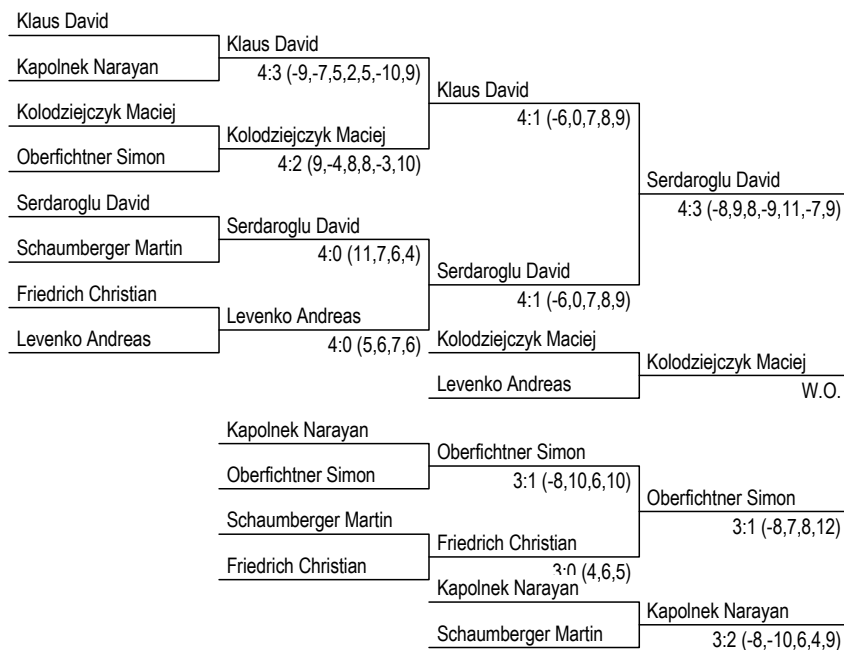 Klaus David
Kapolnek Narayan
Klaus David
4:3 (-9,-7,5,2,5,-10,9)
Kolodziejczyk Maciej
Oberfichtner Simon
Kolodziejczyk Maciej
4:2 (9,-4,8,8,-3,10)
Klaus David
4:1 (-6,0,7,8,9)
Serdaroglu David
Schaumberger Martin
Serdaroglu David
4:0 (11,7,6,4)
Friedrich Christian
Levenko Andreas
Levenko Andreas
4:0 (5,6,7,6)
Serdaroglu David
4:1 (-6,0,7,8,9)
Serdaroglu David
4:3 (-8,9,8,-9,11,-7,9)
Kolodziejczyk Maciej
Levenko Andreas
Kolodziejczyk Maciej
W.O.
Kapolnek Narayan
Oberfichtner Simon
Oberfichtner Simon
3:1 (-8,10,6,10)
Schaumberger Martin
Friedrich Christian
Friedrich Christian
3:0 (4,6,5)
Oberfichtner Simon
3:1 (-8,7,8,12)
Kapolnek Narayan
Schaumberger Martin
Kapolnek Narayan
3:2 (-8,-10,6,4,9)